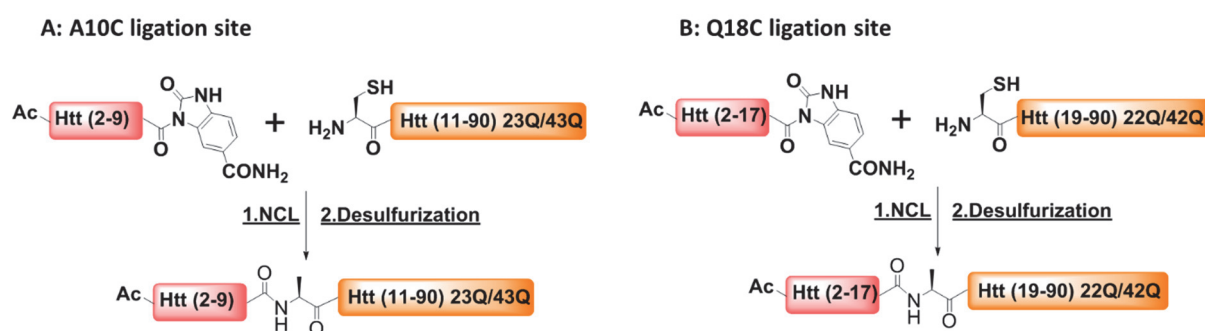 A: A10C ligation site
B: Q18C ligation site
Ac
Htt (2-9)
O
N
O
NH
CONH2
+
H2N
SH
O
Htt (11-90) 23Q/43Q
1.NCL
2.Desulfurization
Ac
Htt (2-9)
O
N
H
O
Htt (11-90) 23Q/43Q
Ac
Htt (2-17)
O
N
O
NH
CONH2
+
H2N
SH
O
Htt (19-90) 22Q/42Q
1.NCL
2.Desulfurization
Ac
Htt (2-17)
O
N
H
O
Htt (19-90) 22Q/42Q